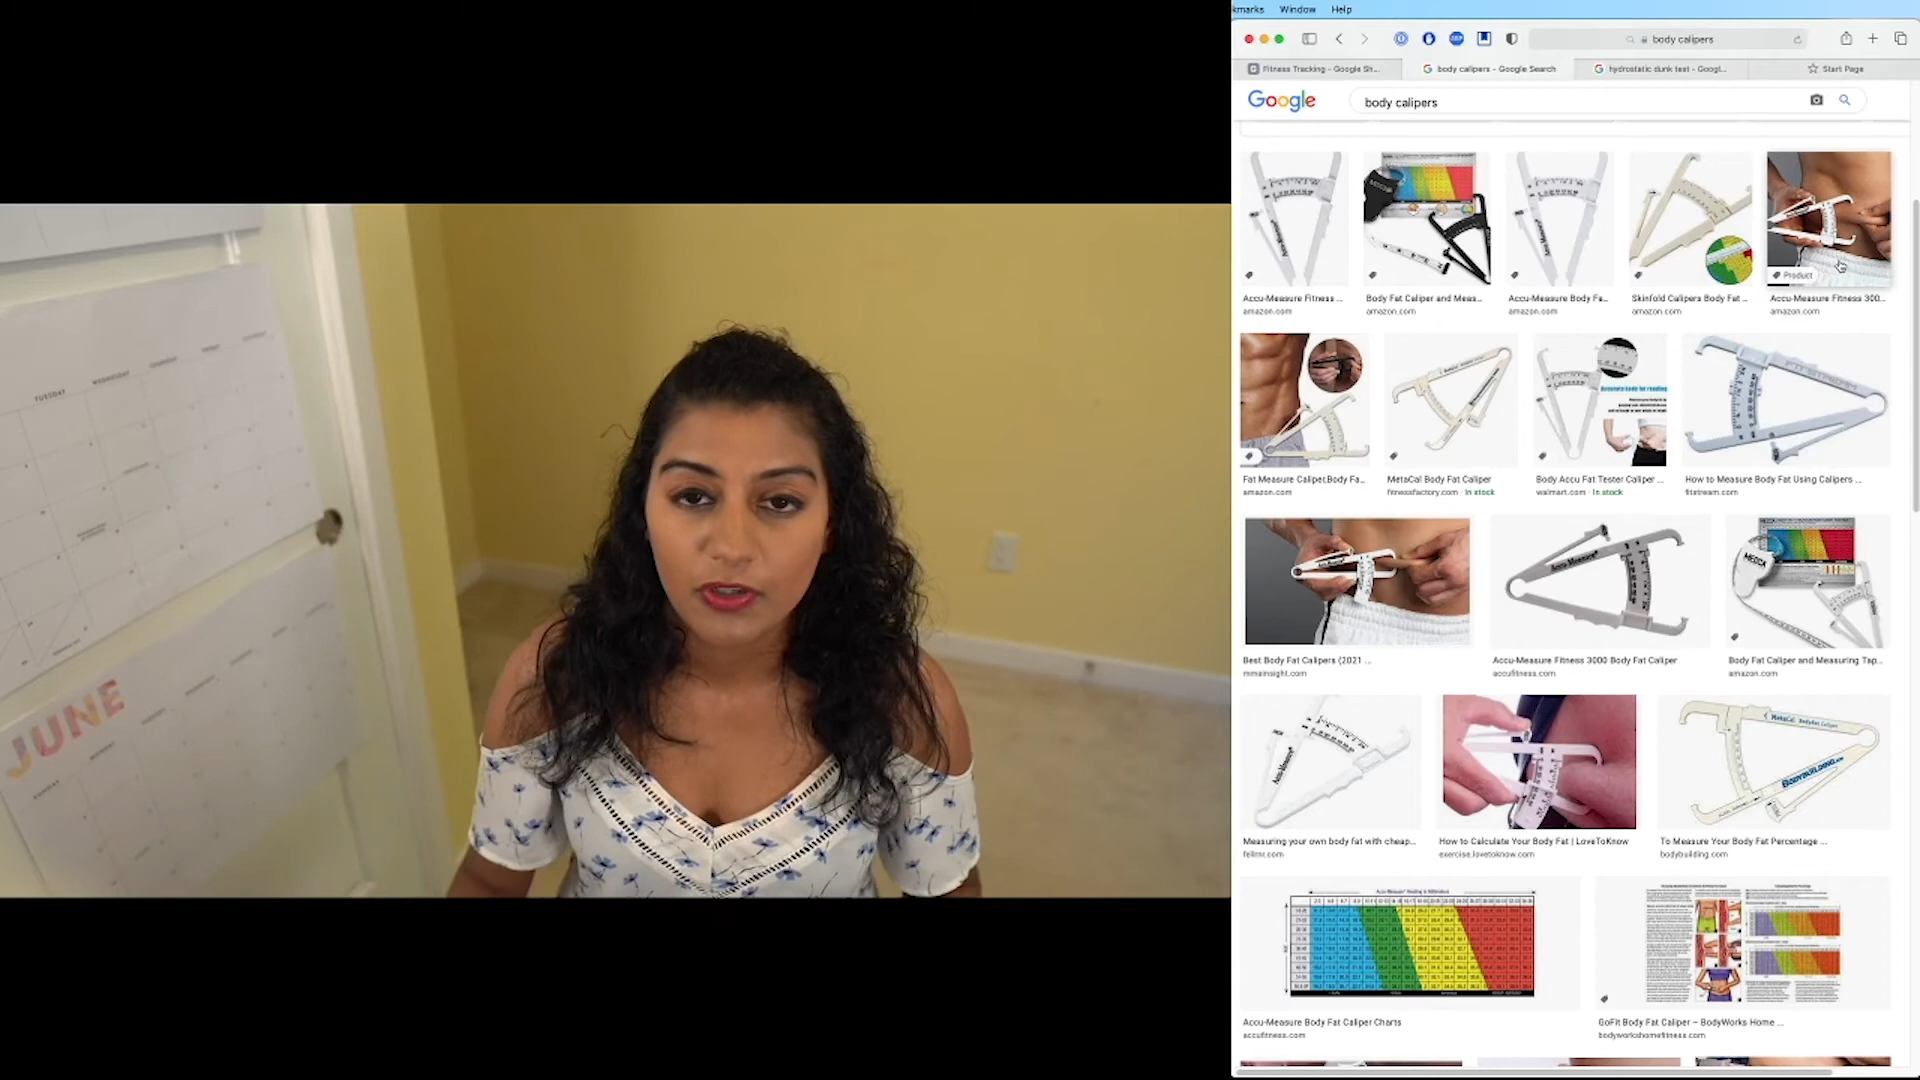 kmarks Window Help
body calipers
Fitness Tracking - Google Sh...
body calipers - Google Search
hydrostatic dunk test - Googl...
Start Page
Google
body calipers
Product
Accu-Measure Fitness ...
amazon.com
Body Fat Caliper and Meas...
amazon.com
Accu-Measure Body Fa...
amazon.com
Skinfold Calipers Body Fat ...
amazon.com
Accu-Measure Fitness 300...
amazon.com
Fat Measure Caliper,Body Fa...
amazon.com
MetaCal Body Fat Caliper
fitnessfactory.com · In stock
Body Accu Fat Tester Caliper ...
walmart.com · In stock
How to Measure Body Fat Using Calipers ...
fitstream.com
Best Body Fat Calipers (2021 ...
mmainsight.com
Accu-Measure Fitness 3000 Body Fat Caliper
accufitness.com
Body Fat Caliper and Measuring Tap...
amazon.com
Measuring your own body fat with cheap...
fellrnr.com
How to Calculate Your Body Fat | LoveToKnow
exercise.lovetoknow.com
To Measure Your Body Fat Percentage ...
bodybuilding.com
Accu-Measure Body Fat Caliper Charts
accufitness.com
GoFit Body Fat Caliper – BodyWorks Home ...
bodyworkshomefitness.com
TUESDAY
WEDNESDAY
THURSDAY
JUNE
SUNDAY
MONDAY